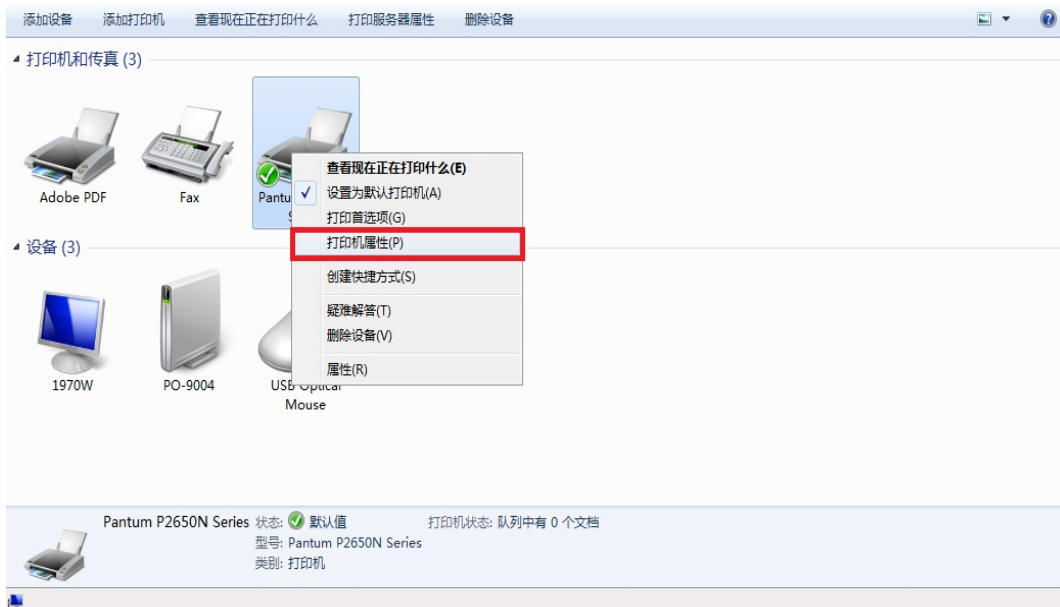 添加设备 添加打印机 查看现在正在打印什么 打印服务器属性 删除设备
打印机和传真 (3)
Adobe PDF
Fax
Pantu
查看现在正在打印什么(E)
设置为默认打印机(A)
打印首选项(G)
打印机属性(P)
创建快捷方式(S)
疑难解答(T)
删除设备(V)
属性(R)
设备 (3)
1970W
PO-9004
USB Optical
Mouse
Pantum P2650N Series 状态: 默认值 打印机状态: 队列中有 0 个文档
型号: Pantum P2650N Series
类别: 打印机